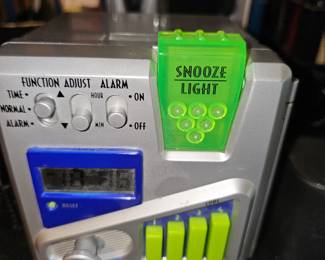 FUNCTION ADJUST ALARM
SNOOZE
LIGHT
TIME
HOUR
ON
NORMAL
ALARM
MIN
OFF
RESET